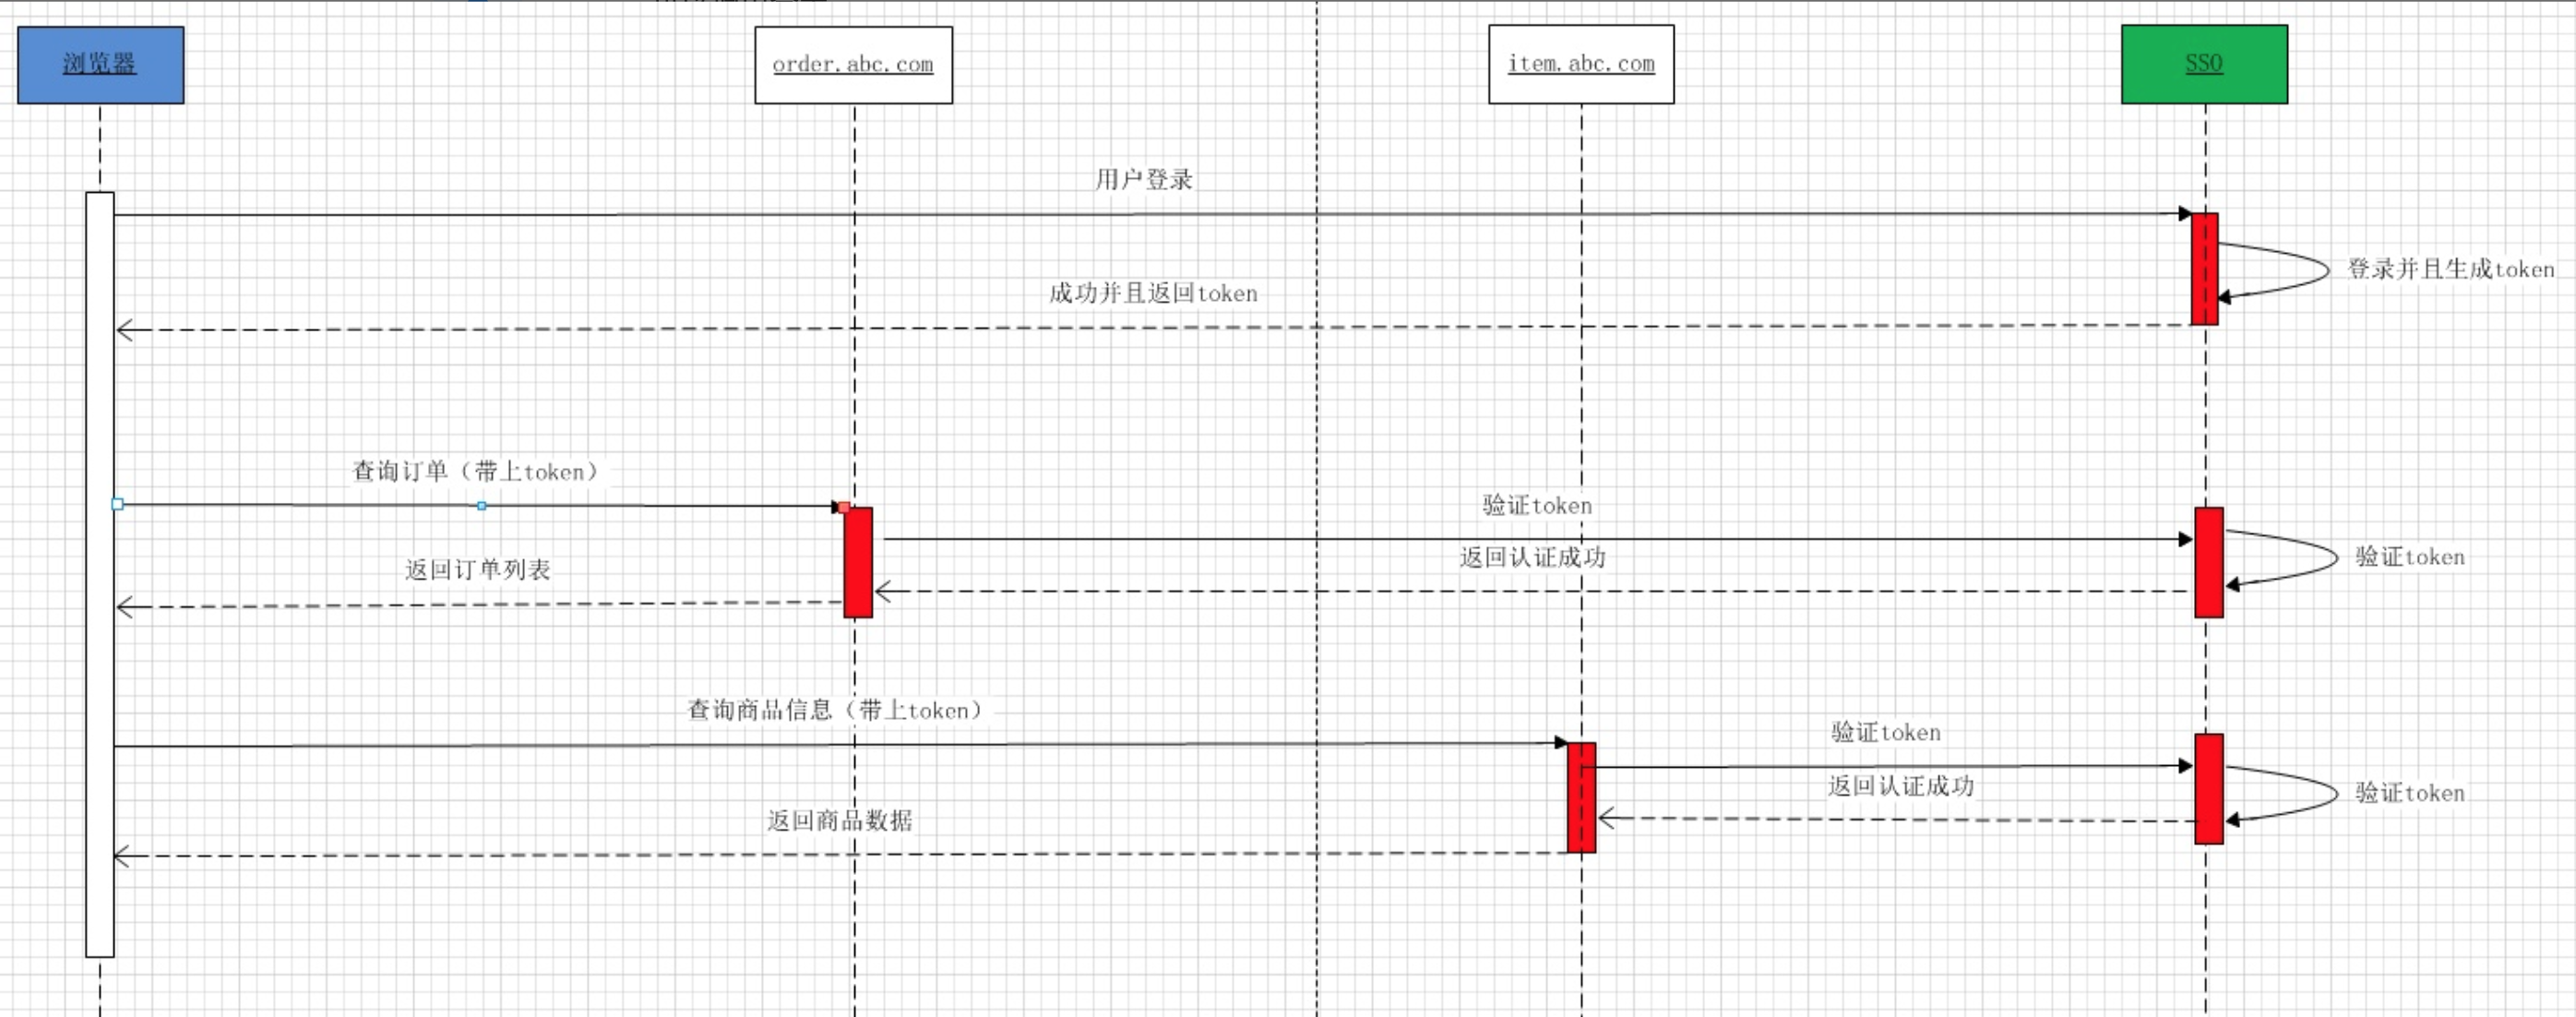 浏览器
order.abc.com
item.abc.com
SSO
用户登录
登录并且生成token
成功并且返回token
查询订单（带上token）
验证token
返回认证成功
验证token
返回订单列表
查询商品信息（带上token）
验证token
返回认证成功
验证token
返回商品数据